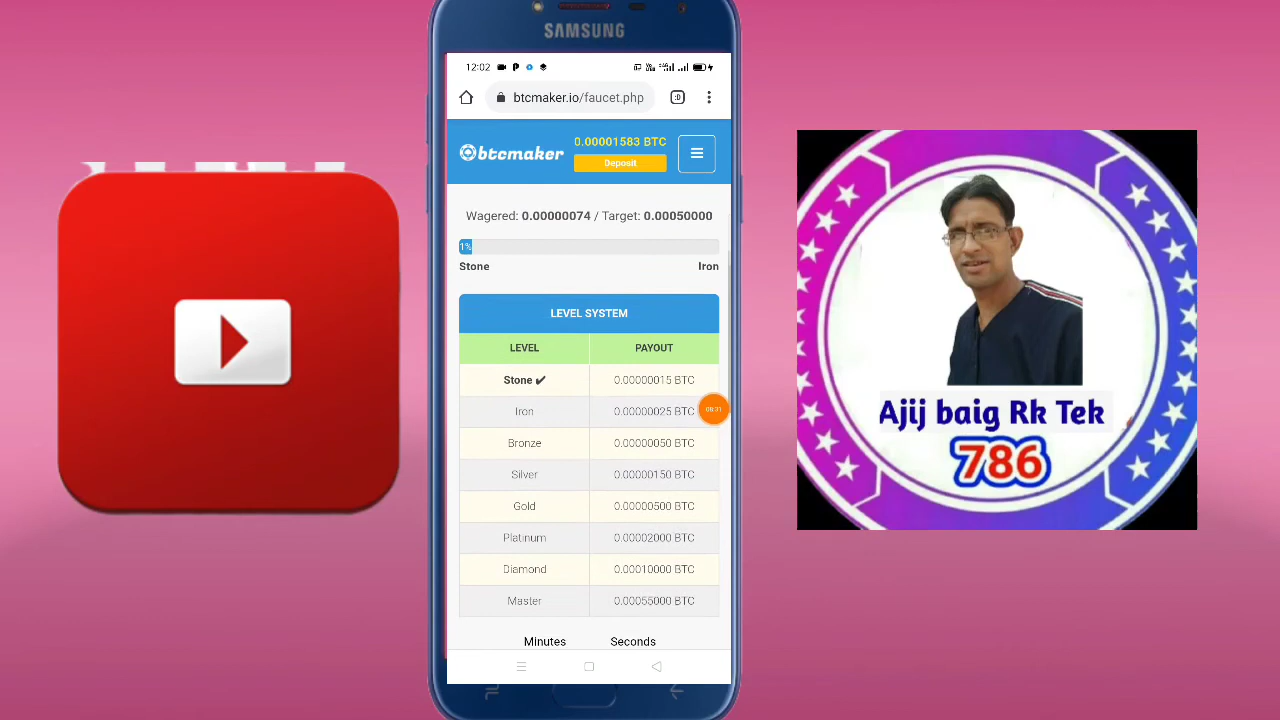 SAMSUNG
12:02
btcmaker.io/faucet.php
:D
btcmaker
0.00001583 BTC
Deposit
Wagered: 0.00000074 / Target: 0.00050000
1%
Stone
Iron
LEVEL SYSTEM
LEVEL PAYOUT
Stone ✔ 0.00000015 BTC
Iron 0.00000025 BTC
Bronze 0.00000050 BTC
Silver 0.00000150 BTC
Gold 0.00000500 BTC
Platinum 0.00002000 BTC
Diamond 0.00010000 BTC
Master 0.00055000 BTC
Minutes Seconds
Ajij baig Rk Tek
786